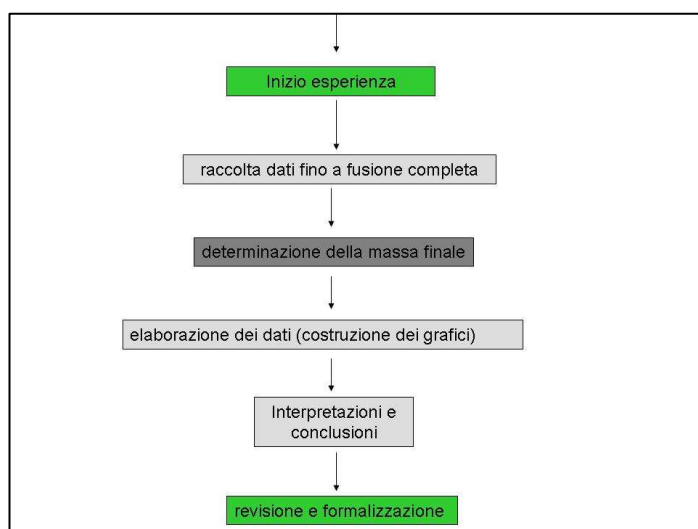 Inizio esperienza
raccolta dati fino a fusione completa
determinazione della massa finale
elaborazione dei dati (costruzione dei grafici)
Interpretazioni e
conclusioni
revisione e formalizzazione